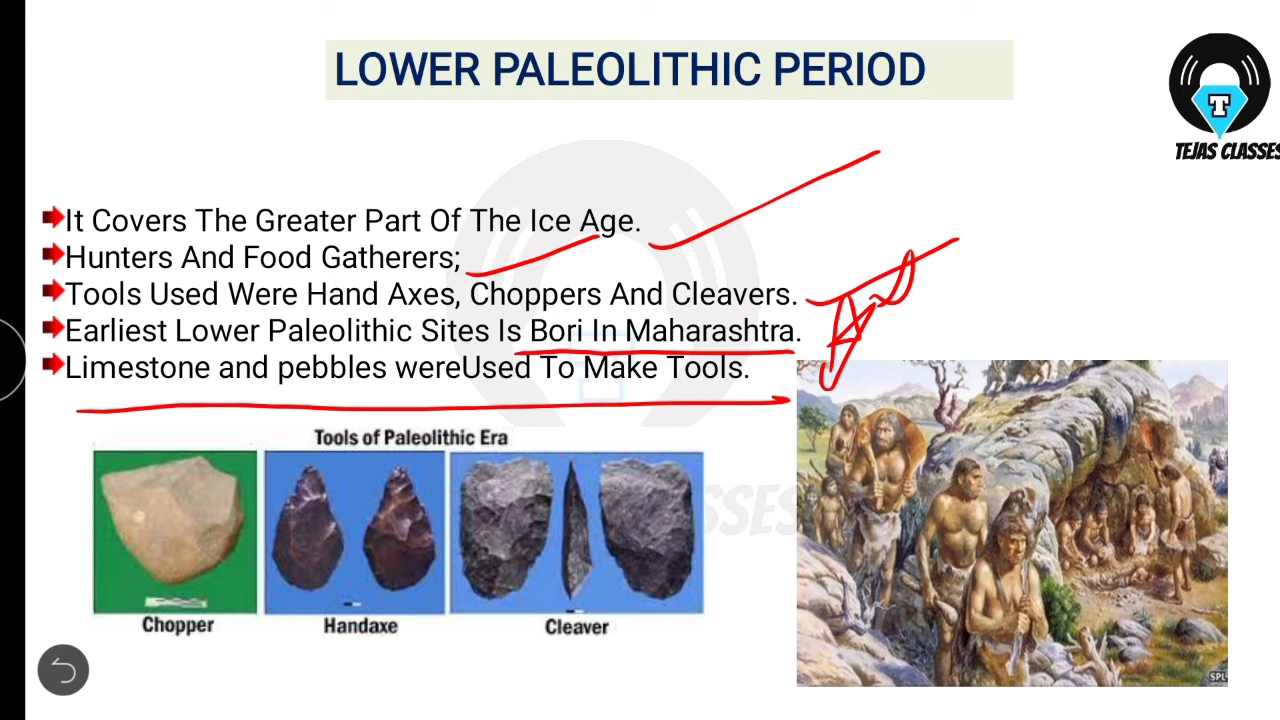 LOWER PALEOLITHIC PERIOD
T
TEJAS CLASSES
It Covers The Greater Part Of The Ice Age.
Hunters And Food Gatherers;
Tools Used Were Hand Axes, Choppers And Cleavers.
Earliest Lower Paleolithic Sites Is Bori In Maharashtra.
Limestone and pebbles wereUsed To Make Tools.
Tools of Paleolithic Era
Chopper
Handaxe
Cleaver
SPL